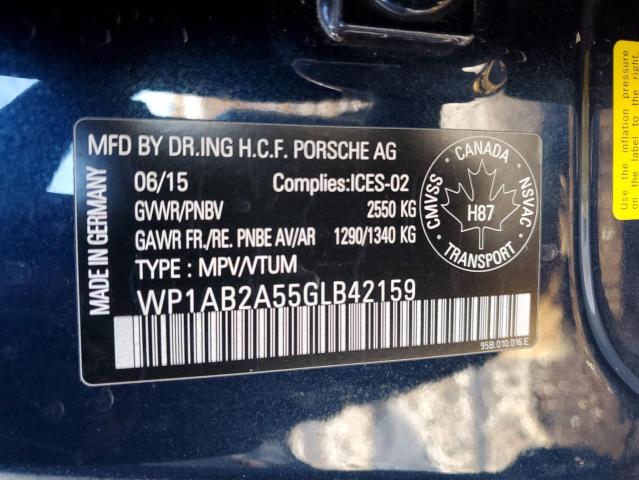 MFD BY DR.ING H.C.F. PORSCHE AG
06/15 Complies:ICES-02
GVWR/PNBV 2550 KG
GAWR FR./RE. PNBE AV/AR 1290/1340 KG
TYPE : MPV/VTUM
WP1AB2A55GLB42159
95B.010.016.E
MADE IN GERMANY
CANADA
CMVSS
NSVAC
H87
TRANSPORT
Use the inflation pressure
on the label to the right.